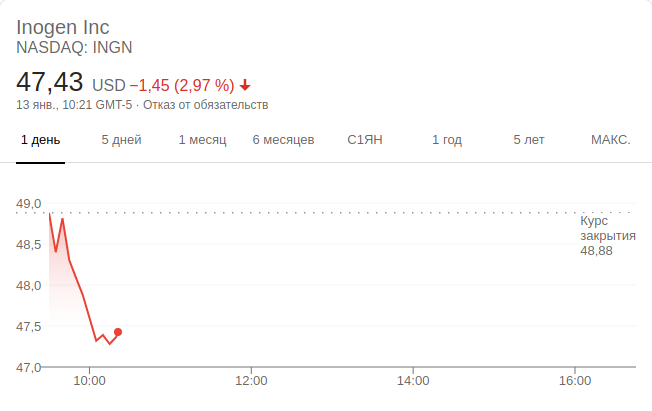 Inogen Inc
NASDAQ: INGN
47,43 USD −1,45 (2,97 %)
13 янв., 10:21 GMT-5 · Отказ от обязательств
1 день 5 дней 1 месяц 6 месяцев С1ЯН 1 год 5 лет МАКС.
49,0
Курс
закрытия
48,88
48,5
48,0
47,5
47,0
10:00 12:00 14:00 16:00